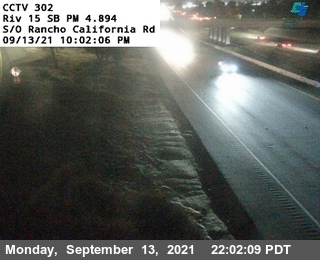 CCTV 302
Riv 15 SB PM 4.894
S/O Rancho California Rd
09/13/21 10:02:06 PM
Monday, September 13, 2021 22:02:09 PDT